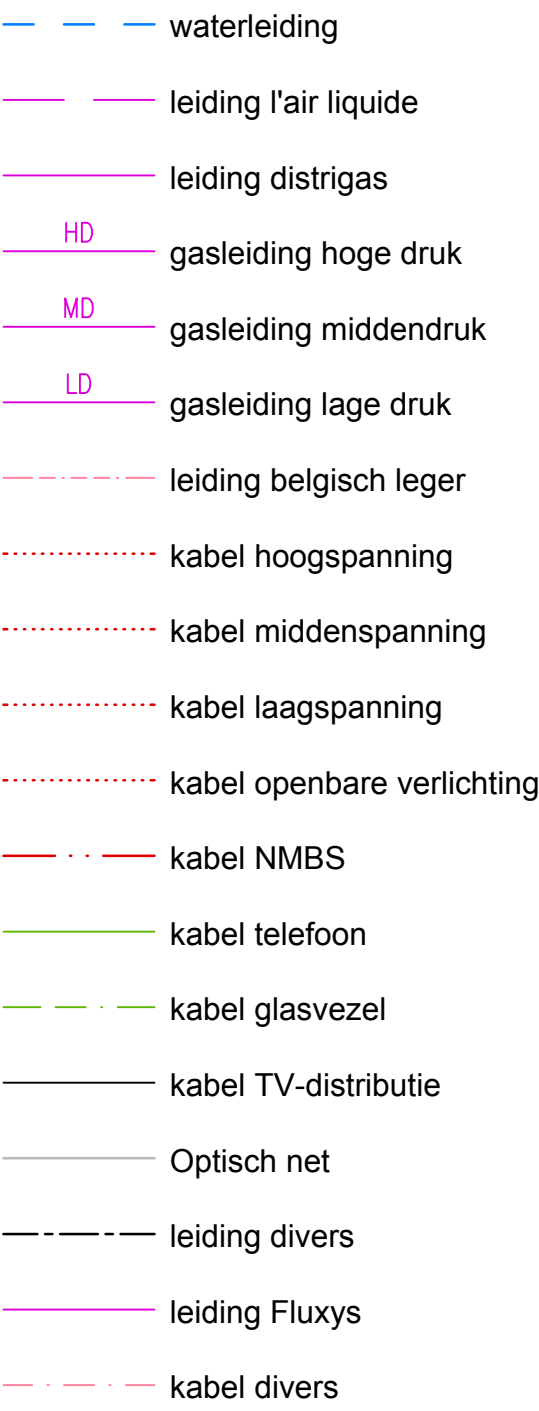 waterleiding
leiding l'air liquide
leiding distrigas
HD
gasleiding hoge druk
MD
gasleiding middendruk
LD
gasleiding lage druk
leiding belgisch leger
kabel hoogspanning
kabel middenspanning
kabel laagspanning
kabel openbare verlichting
kabel NMBS
kabel telefoon
kabel glasvezel
kabel TV-distributie
Optisch net
leiding divers
leiding Fluxys
kabel divers